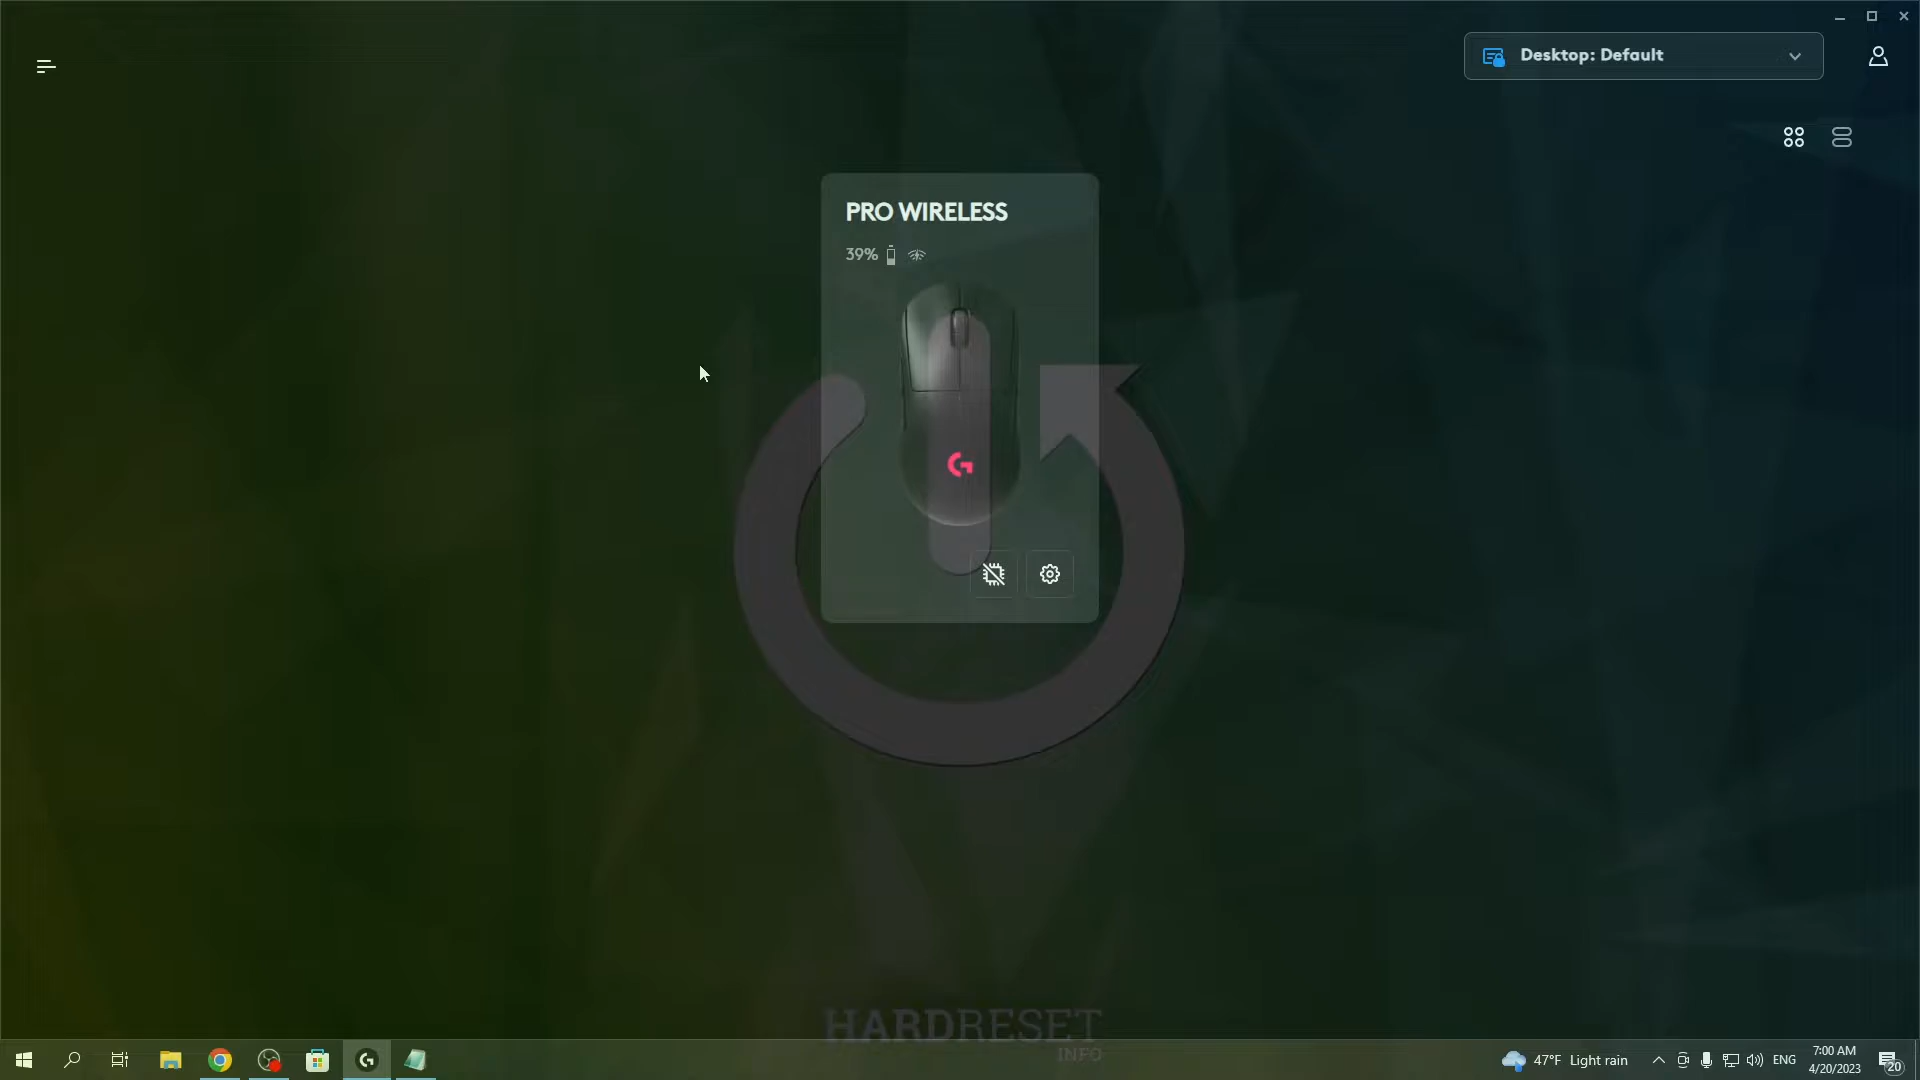 Desktop: Default
PRO WIRELESS
39%
HARDRESET
INFO
47°F Light rain
ENG
7:00 AM
4/20/2023
20